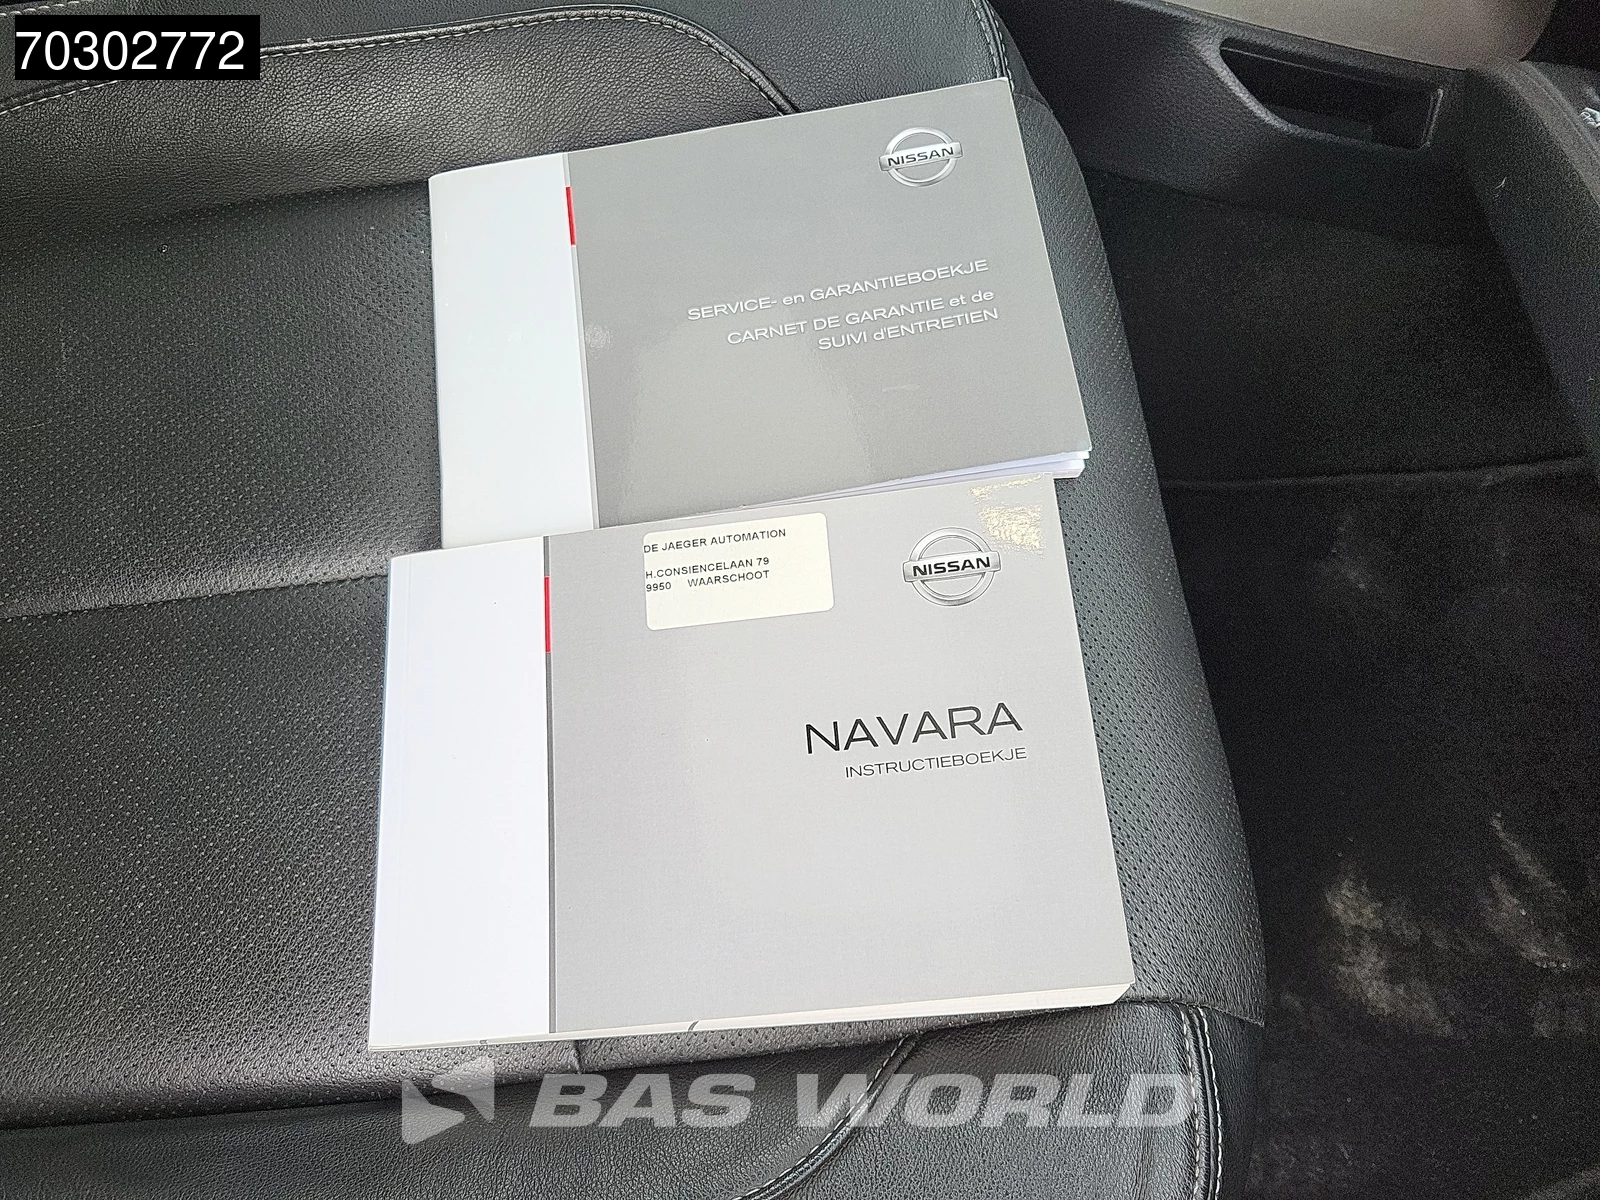 70302772
NISSAN
SERVICE- en GARANTIEBOEKJE
CARNET DE GARANTIE et de
SUIVI d'ENTRETIEN
DE JAEGER AUTOMATION
H.CONSIENCELAAN 79
9950 WAARSCHOOT
NISSAN
NAVARA
INSTRUCTIEBOEKJE
BAS WORLD